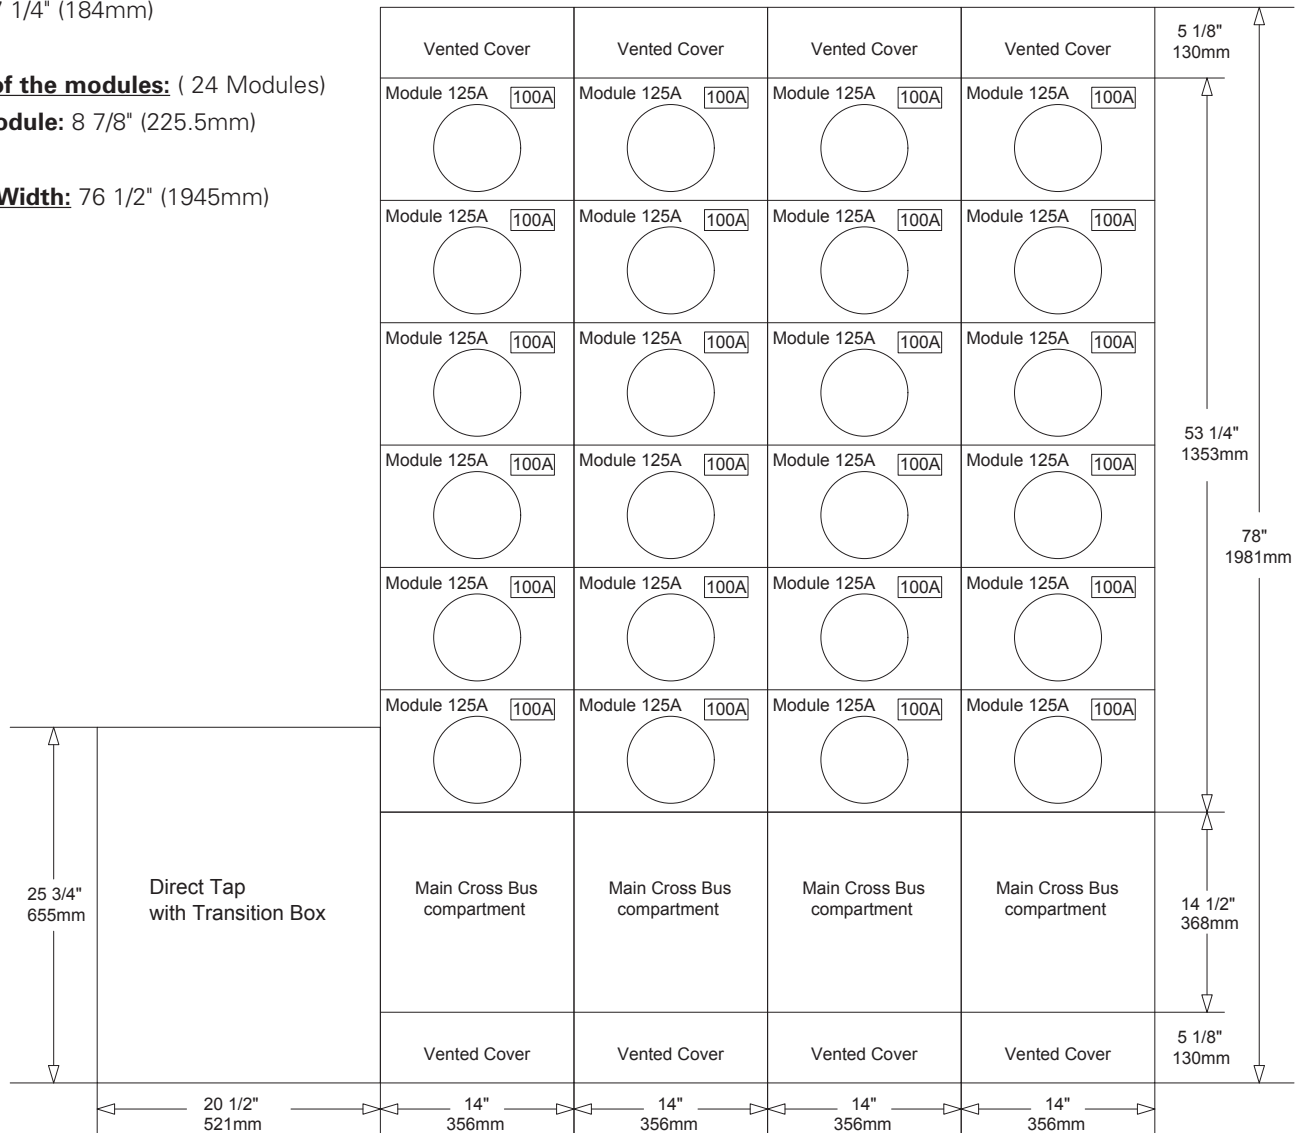 1/4" (184mm)
of the modules: ( 24 Modules)
Module: 8 7/8" (225.5mm)
Width: 76 1/2" (1945mm)
Vented Cover Vented Cover Vented Cover Vented Cover
5 1/8"
130mm
Module 125A 100A Module 125A 100A Module 125A 100A Module 125A 100A
Module 125A 100A Module 125A 100A Module 125A 100A Module 125A 100A
Module 125A 100A Module 125A 100A Module 125A 100A Module 125A 100A
53 1/4"
1353mm
Module 125A 100A Module 125A 100A Module 125A 100A Module 125A 100A
78"
1981mm
Module 125A 100A Module 125A 100A Module 125A 100A Module 125A 100A
Module 125A 100A Module 125A 100A Module 125A 100A Module 125A 100A
25 3/4"
655mm
Direct Tap
with Transition Box
Main Cross Bus
compartment
Main Cross Bus
compartment
Main Cross Bus
compartment
Main Cross Bus
compartment
14 1/2"
368mm
Vented Cover Vented Cover Vented Cover Vented Cover
5 1/8"
130mm
20 1/2"
521mm
14"
356mm
14"
356mm
14"
356mm
14"
356mm